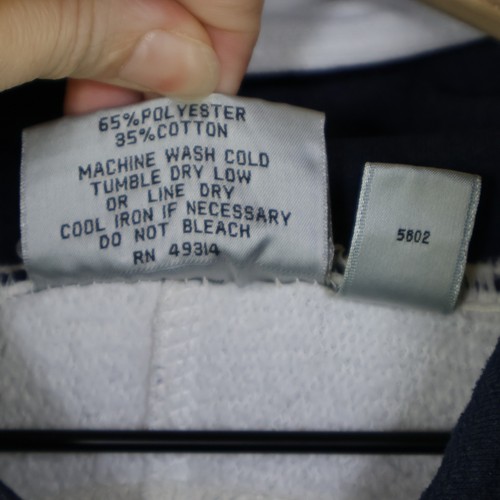 65%POLYESTER
35%COTTON
MACHINE WASH COLD
TUMBLE DRY LOW
OR LINE DRY
COOL IRON IF NECESSARY
DO NOT BLEACH
RN 49314
5602